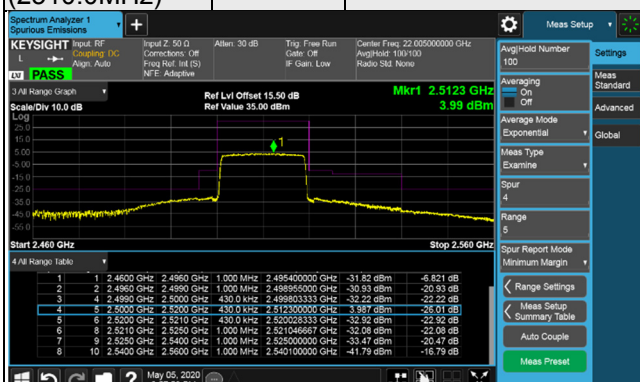 Spectrum Analyzer 1
Spurious Emissions
Meas Setup
KEYSIGHT
Input: RF
Coupling: DC
Align: Auto
Input Z: 50 Ω
Corrections: Off
Freq Ref: Int (S)
NFE: Adaptive
Atten: 30 dB
Trig: Free Run
Gate: Off
IF Gain: Low
Center Freq: 22.005000000 GHz
Avg|Hold: 100/100
Radio Std: None
L
LXI
PASS
3 All Range Graph
Scale/Div 10.0 dB
Ref Lvl Offset 15.50 dB
Ref Value 35.00 dBm
Mkr1 2.5123 GHz
3.99 dBm
Log
25.0
15.0
5.00
-5.00
-15.0
-25.0
-35.0
-45.0
-55.0
1
Start 2.460 GHz
Stop 2.560 GHz
4 All Range Table
1 1 2.4600 GHz 2.4960 GHz 1.000 MHz 2.495400000 GHz -31.82 dBm -6.821 dB
2 2 2.4960 GHz 2.4990 GHz 1.000 MHz 2.498955000 GHz -30.93 dBm -20.93 dB
3 4 2.4990 GHz 2.5000 GHz 430.0 kHz 2.499803333 GHz -32.22 dBm -22.22 dB
4 5 2.5000 GHz 2.5200 GHz 430.0 kHz 2.512300000 GHz 3.987 dBm -26.01 dB
5 6 2.5200 GHz 2.5210 GHz 430.0 kHz 2.520028333 GHz -32.92 dBm -22.92 dB
6 8 2.5210 GHz 2.5250 GHz 1.000 MHz 2.521046667 GHz -32.08 dBm -22.08 dB
7 9 2.5250 GHz 2.5400 GHz 1.000 MHz 2.525000000 GHz -33.47 dBm -20.47 dB
8 10 2.5400 GHz 2.5600 GHz 1.000 MHz 2.540100000 GHz -41.79 dBm -16.79 dB
May 05, 2020
Avg|Hold Number
100
Averaging
On
Off
Average Mode
Exponential
Meas Type
Examine
Spur
4
Range
5
Spur Report Mode
Minimum Margin
Range Settings
Meas Setup
Summary Table
Auto Couple
Meas Preset
Settings
Meas
Standard
Advanced
Global